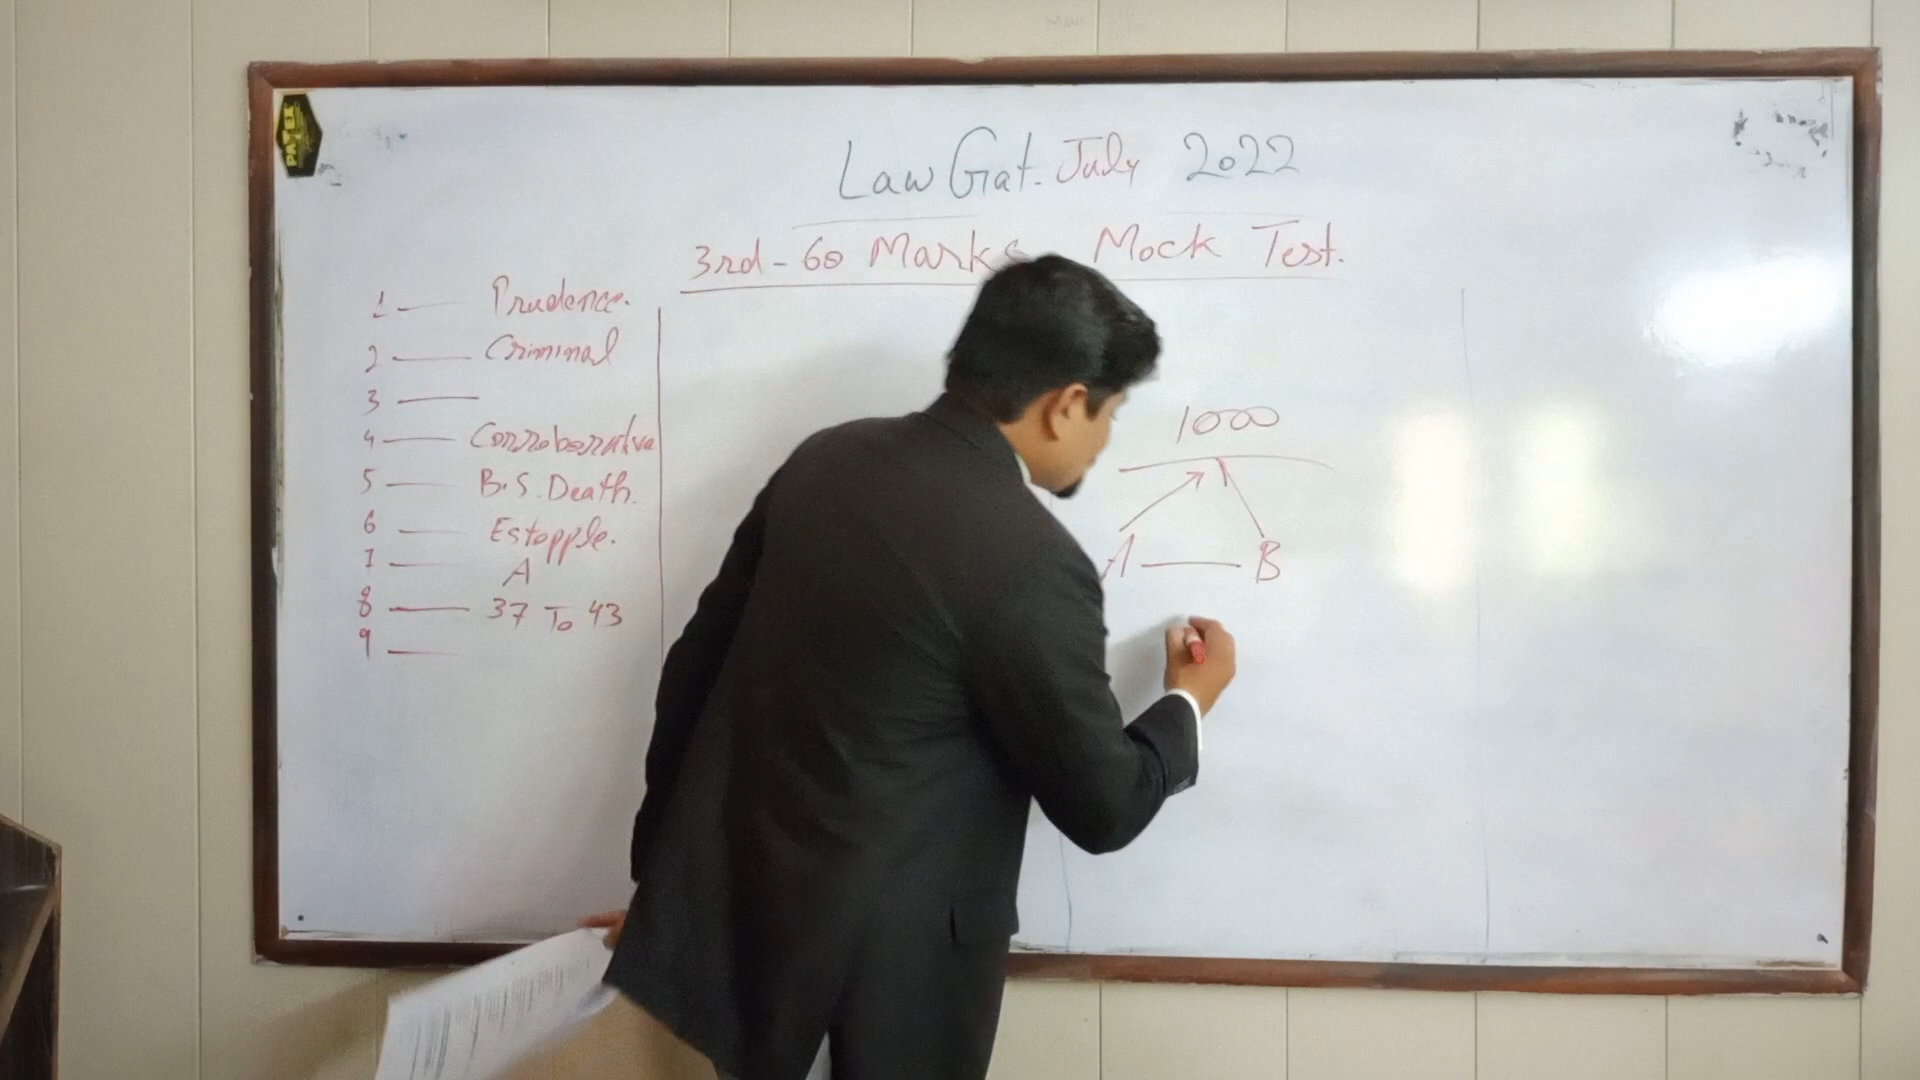 Law Gat. July 2022
3rd - 60 Marks Mock Test.
1 — Prudence.
2 — Criminal
3 —
4 — Corroborative
5 — B.S. Death.
6 — Estopple.
7 — A
8 — 37 To 43
9 —
1000
A — B
PAYEE